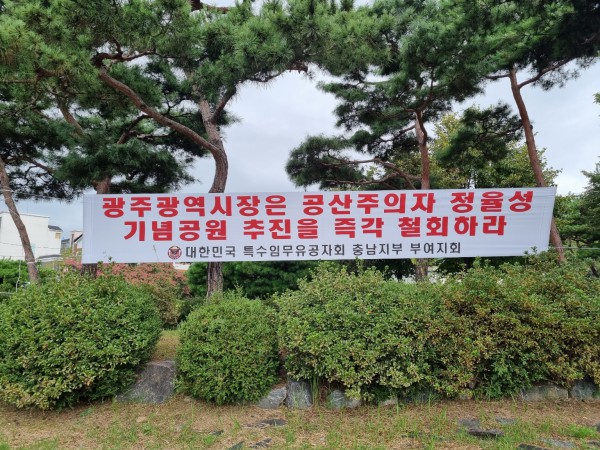 광주광역시장은 공산주의자 정율성
기념공원 추진을 즉각 철회하라
대한민국 특수임무유공자회 충남지부 부여지회